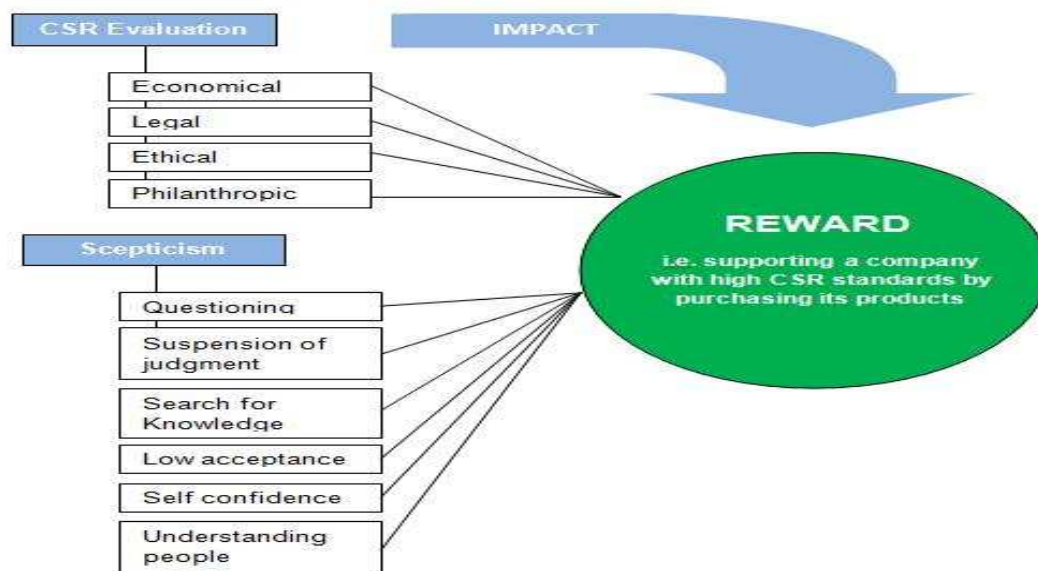 CSR Evaluation
IMPACT
Economical
Legal
Ethical
Philanthropic
REWARD
i.e. supporting a company
with high CSR standards by
purchasing its products
Scepticism
Questioning
Suspension of
judgment
Search for
Knowledge
Low acceptance
Self confidence
Understanding
people